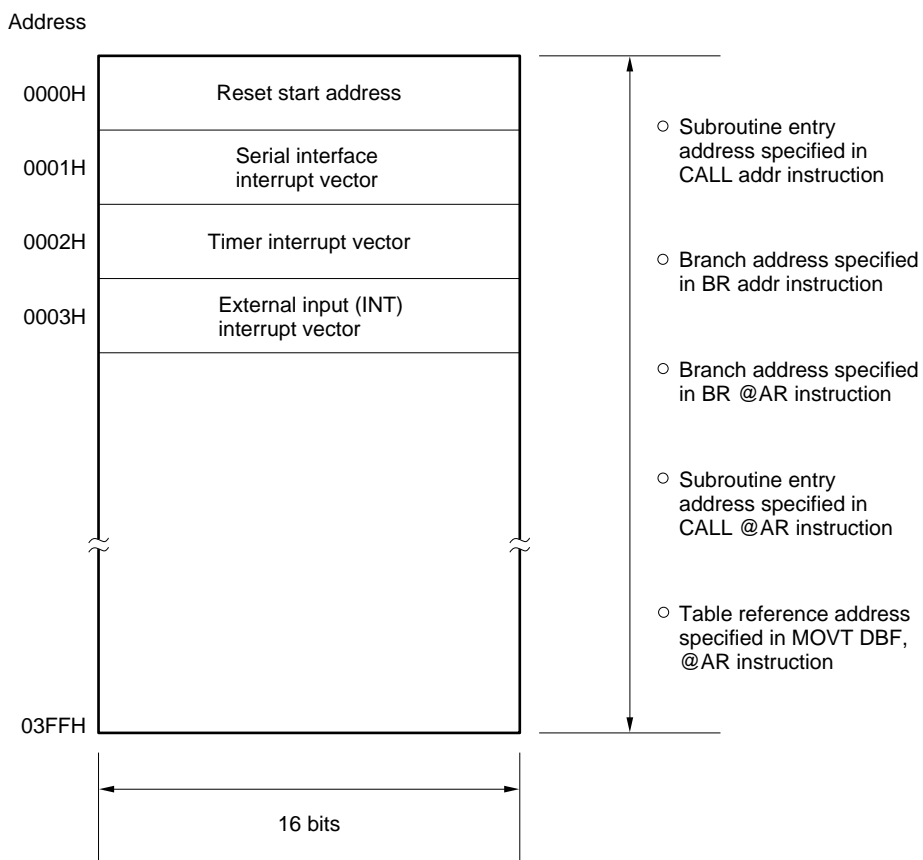 Address
0000H
Reset start address
0001H
Serial interface
interrupt vector
0002H
Timer interrupt vector
0003H
External input (INT)
interrupt vector
03FFH
16 bits
Subroutine entry
address specified in
CALL addr instruction
Branch address specified
in BR addr instruction
Branch address specified
in BR @AR instruction
Subroutine entry
address specified in
CALL @AR instruction
Table reference address
specified in MOVT DBF,
@AR instruction